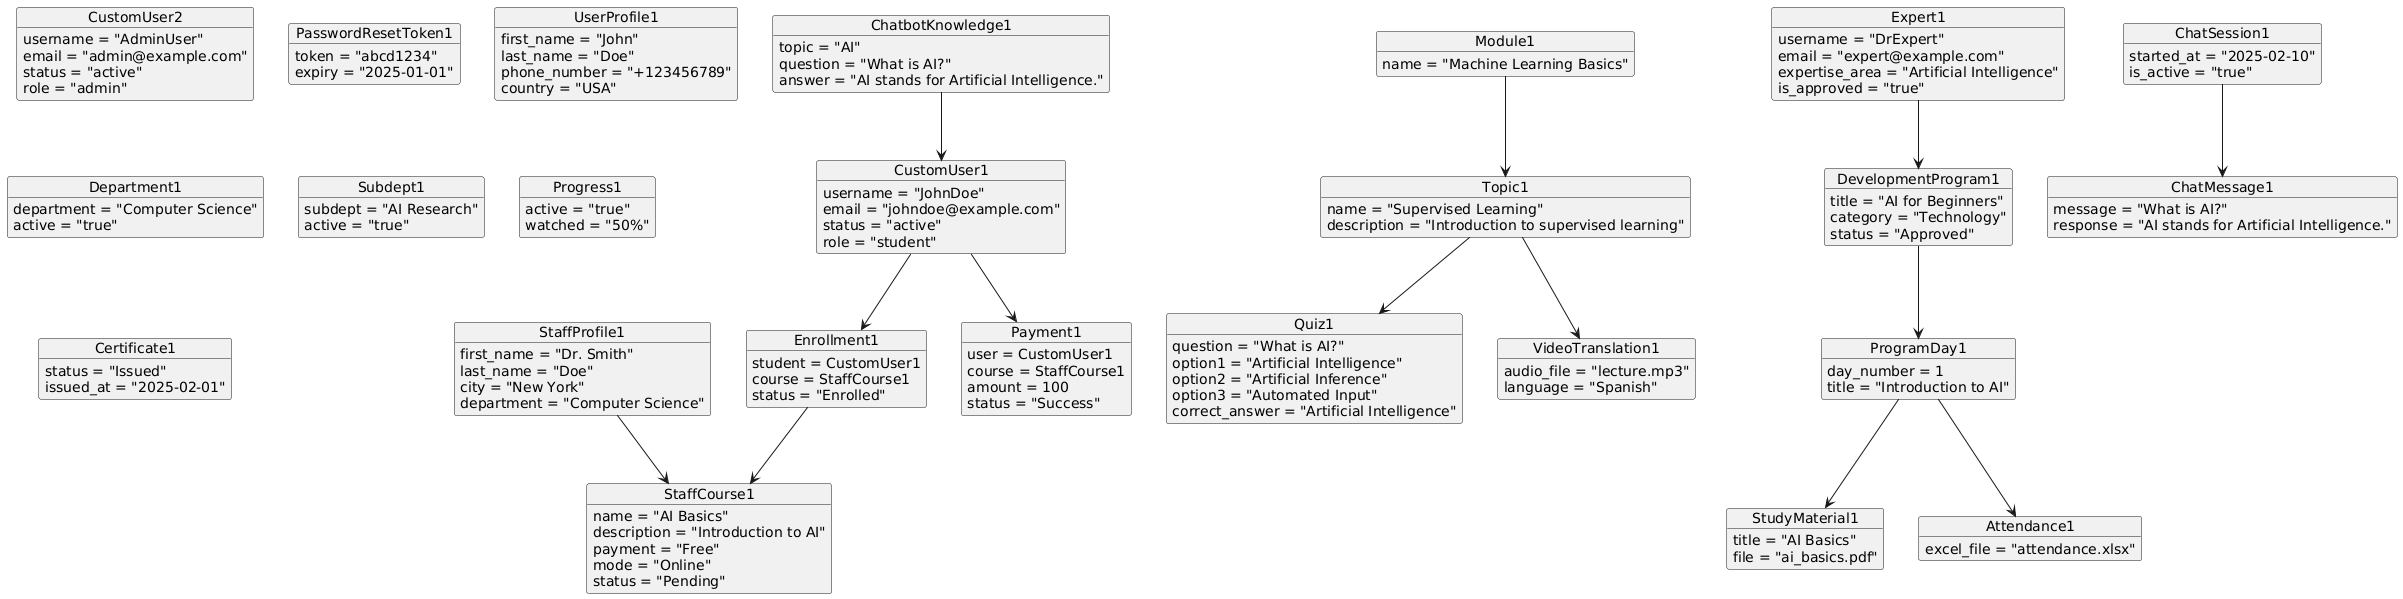 CustomUser2
username = "AdminUser"
email = "admin@example.com"
status = "active"
role = "admin"
PasswordResetToken1
token = "abcd1234"
expiry = "2025-01-01"
UserProfile1
first_name = "John"
last_name = "Doe"
phone_number = "+123456789"
country = "USA"
ChatbotKnowledge1
topic = "AI"
question = "What is AI?"
answer = "AI stands for Artificial Intelligence."
Module1
name = "Machine Learning Basics"
Expert1
username = "DrExpert"
email = "expert@example.com"
expertise_area = "Artificial Intelligence"
is_approved = "true"
ChatSession1
started_at = "2025-02-10"
is_active = "true"
Department1
department = "Computer Science"
active = "true"
Subdept1
subdept = "AI Research"
active = "true"
Progress1
active = "true"
watched = "50%"
CustomUser1
username = "JohnDoe"
email = "johndoe@example.com"
status = "active"
role = "student"
Topic1
name = "Supervised Learning"
description = "Introduction to supervised learning"
DevelopmentProgram1
title = "AI for Beginners"
category = "Technology"
status = "Approved"
ChatMessage1
message = "What is AI?"
response = "AI stands for Artificial Intelligence."
Certificate1
status = "Issued"
issued_at = "2025-02-01"
StaffProfile1
first_name = "Dr. Smith"
last_name = "Doe"
city = "New York"
department = "Computer Science"
Enrollment1
student = CustomUser1
course = StaffCourse1
status = "Enrolled"
Payment1
user = CustomUser1
course = StaffCourse1
amount = 100
status = "Success"
Quiz1
question = "What is AI?"
option1 = "Artificial Intelligence"
option2 = "Artificial Inference"
option3 = "Automated Input"
correct_answer = "Artificial Intelligence"
VideoTranslation1
audio_file = "lecture.mp3"
language = "Spanish"
ProgramDay1
day_number = 1
title = "Introduction to AI"
StaffCourse1
name = "AI Basics"
description = "Introduction to AI"
payment = "Free"
mode = "Online"
status = "Pending"
StudyMaterial1
title = "AI Basics"
file = "ai_basics.pdf"
Attendance1
excel_file = "attendance.xlsx"